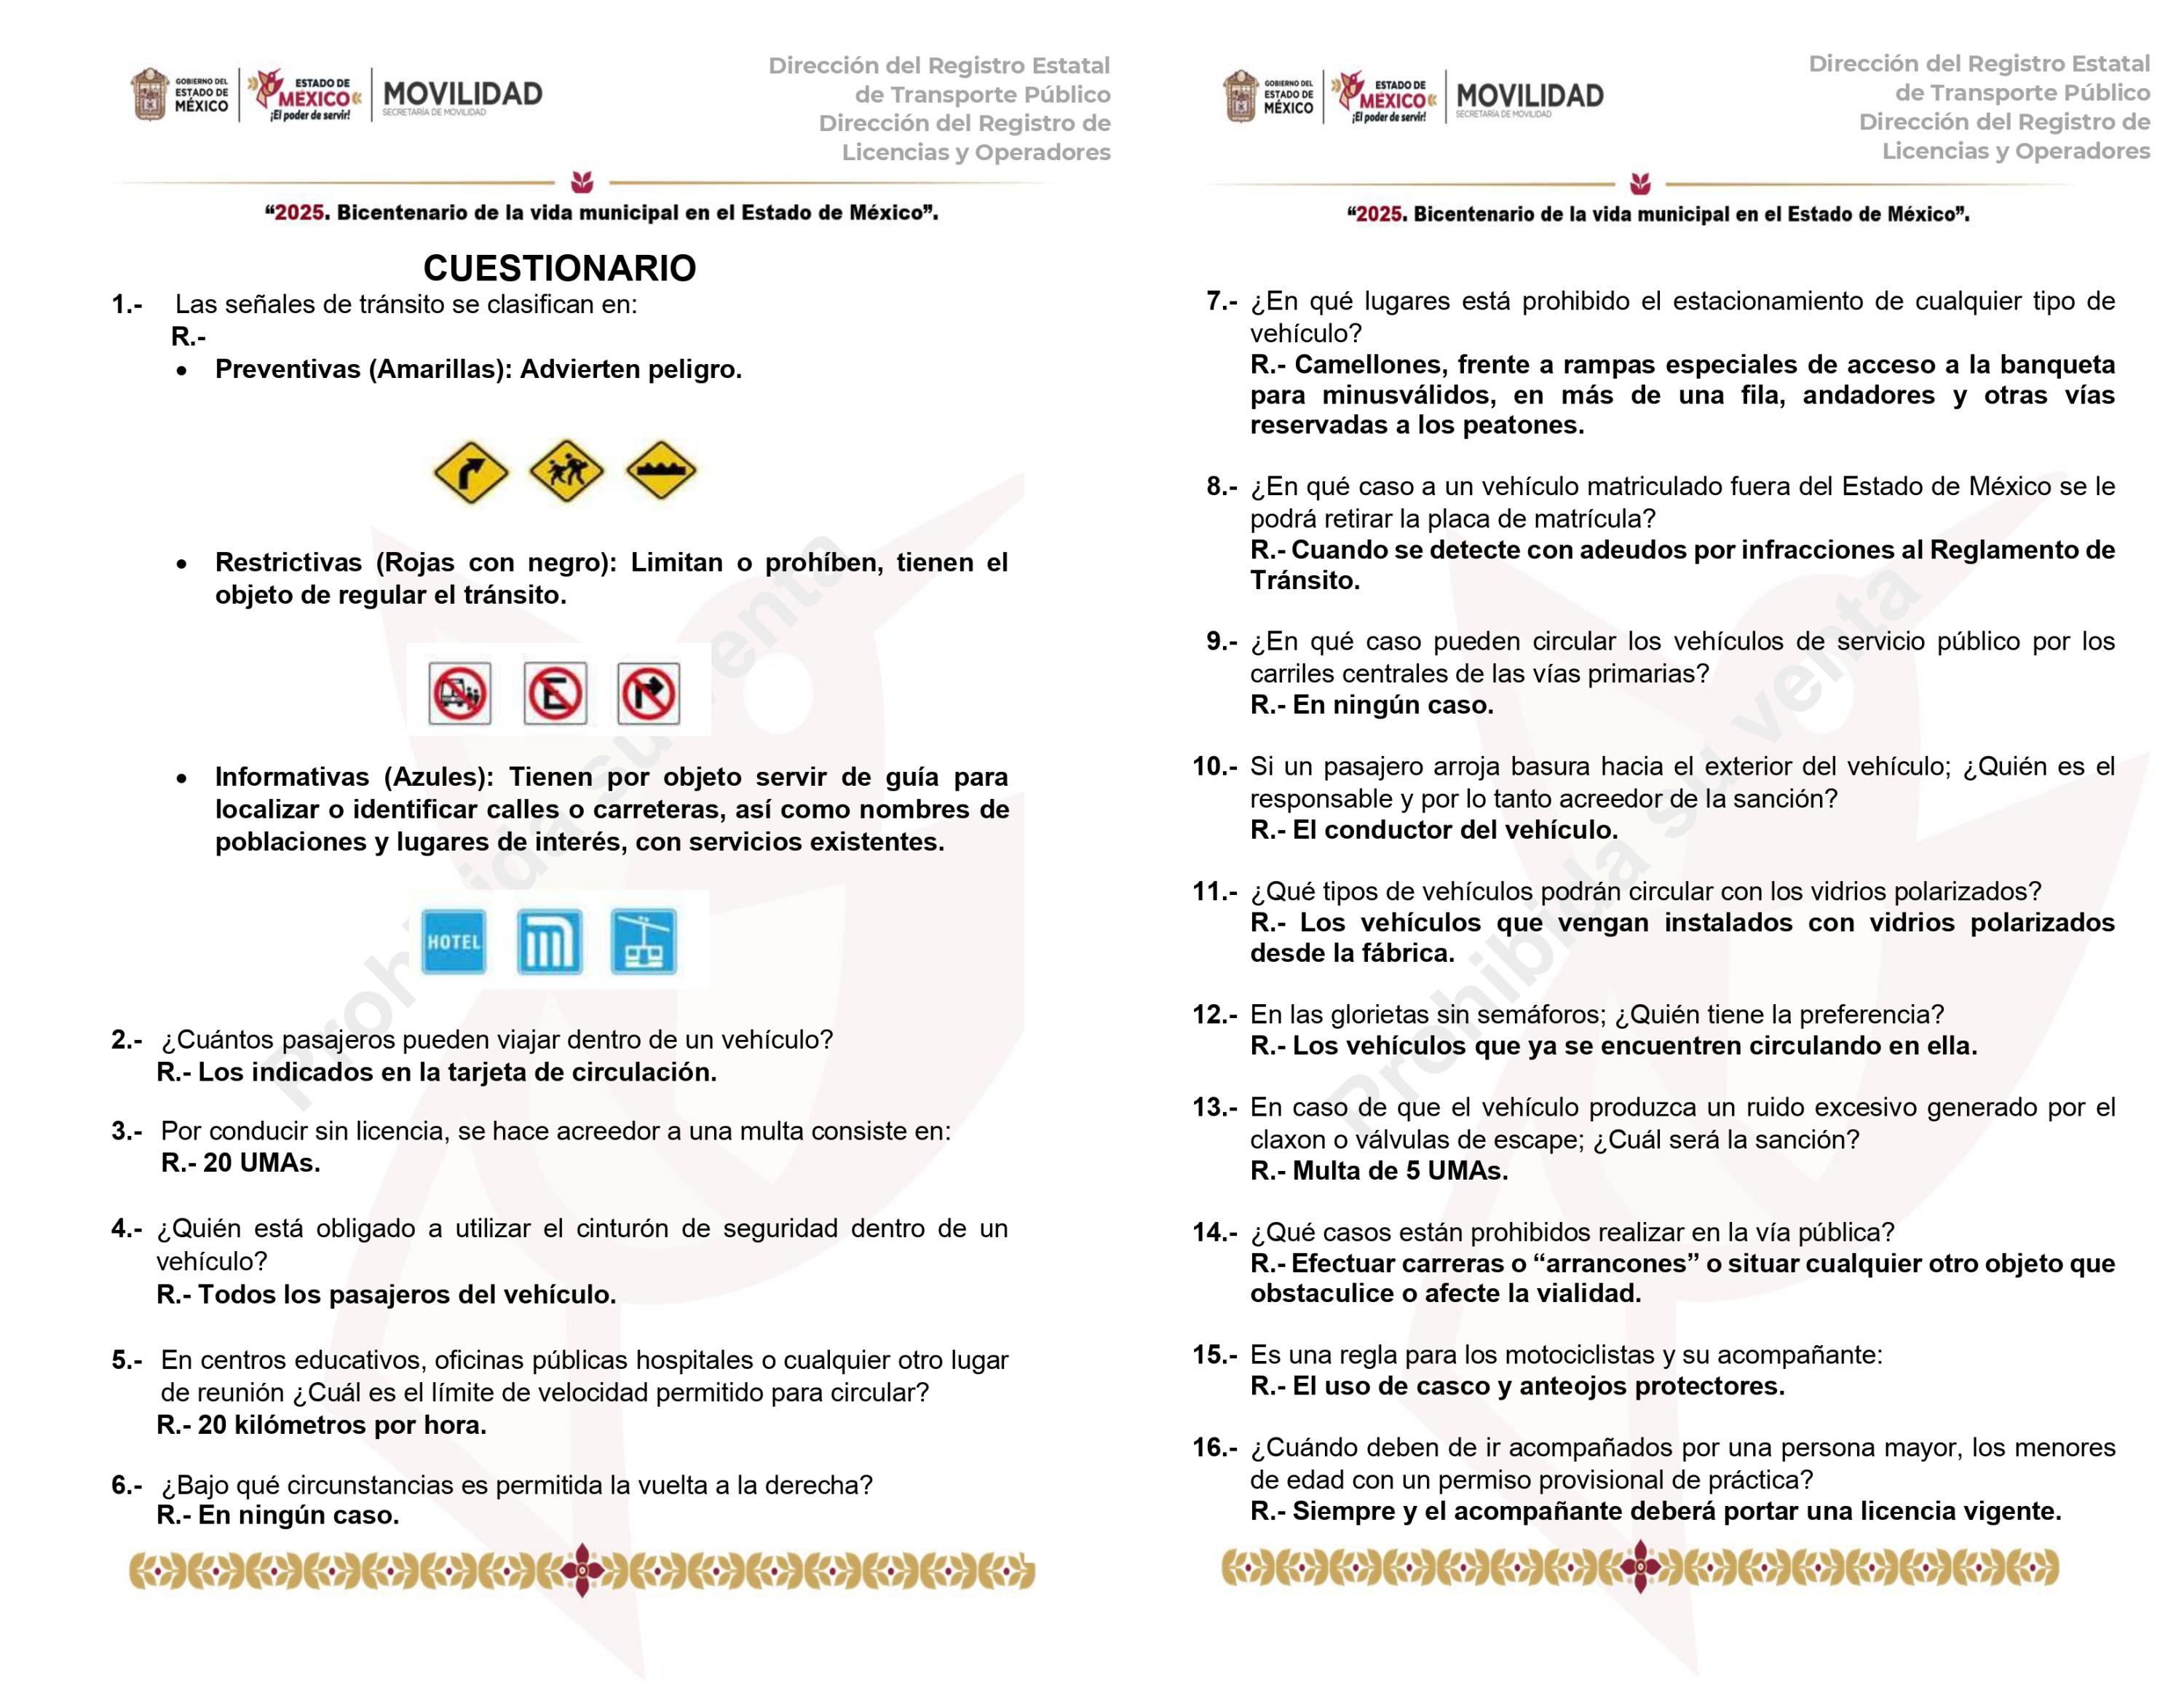 GOBIERNO DEL
ESTADO DE
MÉXICO
ESTADO DE
MÉXICO
¡El poder de servir!
MOVILIDAD
SECRETARÍA DE MOVILIDAD
Dirección del Registro Estatal
de Transporte Público
Dirección del Registro de
Licencias y Operadores
“2025. Bicentenario de la vida municipal en el Estado de México”.
CUESTIONARIO
1.- Las señales de tránsito se clasifican en:
R.-
• Preventivas (Amarillas): Advierten peligro.
• Restrictivas (Rojas con negro): Limitan o prohíben, tienen el
objeto de regular el tránsito.
E
• Informativas (Azules): Tienen por objeto servir de guía para
localizar o identificar calles o carreteras, así como nombres de
poblaciones y lugares de interés, con servicios existentes.
HOTEL
2.- ¿Cuántos pasajeros pueden viajar dentro de un vehículo?
R.- Los indicados en la tarjeta de circulación.
3.- Por conducir sin licencia, se hace acreedor a una multa consiste en:
R.- 20 UMAs.
4.- ¿Quién está obligado a utilizar el cinturón de seguridad dentro de un
vehículo?
R.- Todos los pasajeros del vehículo.
5.- En centros educativos, oficinas públicas hospitales o cualquier otro lugar
de reunión ¿Cuál es el límite de velocidad permitido para circular?
R.- 20 kilómetros por hora.
6.- ¿Bajo qué circunstancias es permitida la vuelta a la derecha?
R.- En ningún caso.
Prohibida su venta
GOBIERNO DEL
ESTADO DE
MÉXICO
ESTADO DE
MÉXICO
¡El poder de servir!
MOVILIDAD
SECRETARÍA DE MOVILIDAD
Dirección del Registro Estatal
de Transporte Público
Dirección del Registro de
Licencias y Operadores
“2025. Bicentenario de la vida municipal en el Estado de México”.
7.- ¿En qué lugares está prohibido el estacionamiento de cualquier tipo de
vehículo?
R.- Camellones, frente a rampas especiales de acceso a la banqueta
para minusválidos, en más de una fila, andadores y otras vías
reservadas a los peatones.
8.- ¿En qué caso a un vehículo matriculado fuera del Estado de México se le
podrá retirar la placa de matrícula?
R.- Cuando se detecte con adeudos por infracciones al Reglamento de
Tránsito.
9.- ¿En qué caso pueden circular los vehículos de servicio público por los
carriles centrales de las vías primarias?
R.- En ningún caso.
10.- Si un pasajero arroja basura hacia el exterior del vehículo; ¿Quién es el
responsable y por lo tanto acreedor de la sanción?
R.- El conductor del vehículo.
11.- ¿Qué tipos de vehículos podrán circular con los vidrios polarizados?
R.- Los vehículos que vengan instalados con vidrios polarizados
desde la fábrica.
12.- En las glorietas sin semáforos; ¿Quién tiene la preferencia?
R.- Los vehículos que ya se encuentren circulando en ella.
13.- En caso de que el vehículo produzca un ruido excesivo generado por el
claxon o válvulas de escape; ¿Cuál será la sanción?
R.- Multa de 5 UMAs.
14.- ¿Qué casos están prohibidos realizar en la vía pública?
R.- Efectuar carreras o “arrancones” o situar cualquier otro objeto que
obstaculice o afecte la vialidad.
15.- Es una regla para los motociclistas y su acompañante:
R.- El uso de casco y anteojos protectores.
16.- ¿Cuándo deben de ir acompañados por una persona mayor, los menores
de edad con un permiso provisional de práctica?
R.- Siempre y el acompañante deberá portar una licencia vigente.
Prohibida su venta